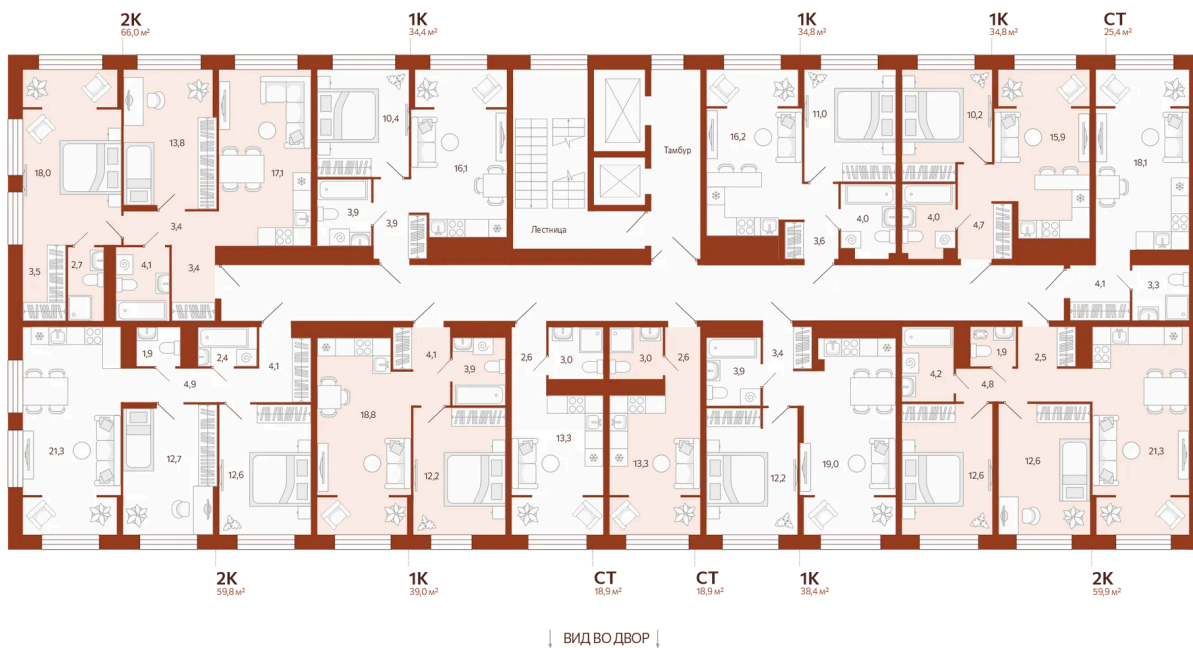 2К
66,0 м²
1К
34,4 м²
1К
34,8 м²
1К
34,8 м²
СТ
25,4 м²
18,0
13,8
17,1
10,4
16,1
Тамбур
16,2
11,0
10,2
15,9
18,1
3,4
3,9
3,9
Лестница
3,6
4,0
4,0
4,7
3,5
2,7
4,1
3,4
4,1
3,3
1,9
2,4
4,1
4,9
4,1
3,9
2,6
3,0
3,0
2,6
3,4
3,9
4,2
1,9
2,5
4,8
21,3
12,7
12,6
18,8
12,2
13,3
13,3
12,2
19,0
12,6
12,6
21,3
2К
59,8 м²
1К
39,0 м²
СТ
18,9 м²
СТ
18,9 м²
1К
38,4 м²
2К
59,9 м²
↓ ВИД ВО ДВОР ↓